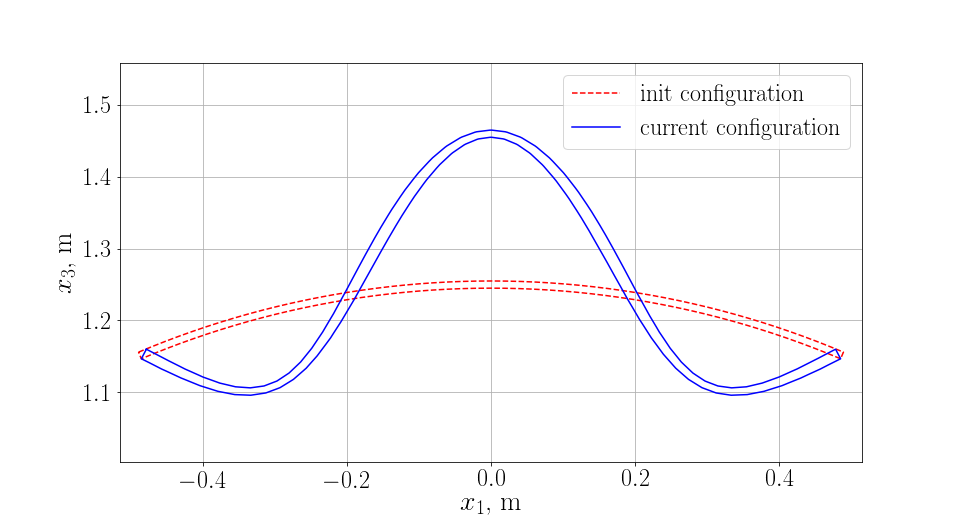 init configuration
current configuration
1.5
1.4
1.3
1.2
1.1
x₃, m
−0.4
−0.2
0.0
0.2
0.4
x₁, m